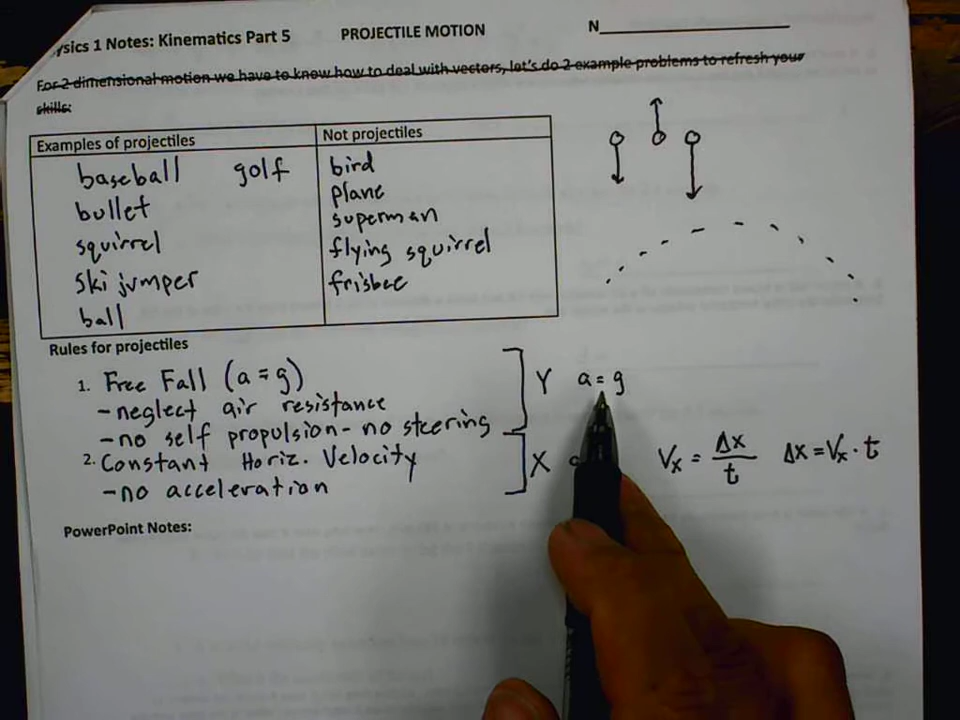 ysics 1 Notes: Kinematics Part 5 PROJECTILE MOTION N
For 2 dimensional motion we have to know how to deal with vectors, let's do 2 example problems to refresh your
skills:
Examples of projectiles Not projectiles
baseball golf bird
bullet plane
squirrel superman
ski jumper flying squirrel
ball frisbee
Rules for projectiles
1. Free Fall (a = g)
-neglect air resistance
-no self propulsion - no steering
Y a = g
2. Constant Horiz. Velocity
-no acceleration
X Vx = Δx/t Δx = Vx · t
PowerPoint Notes: